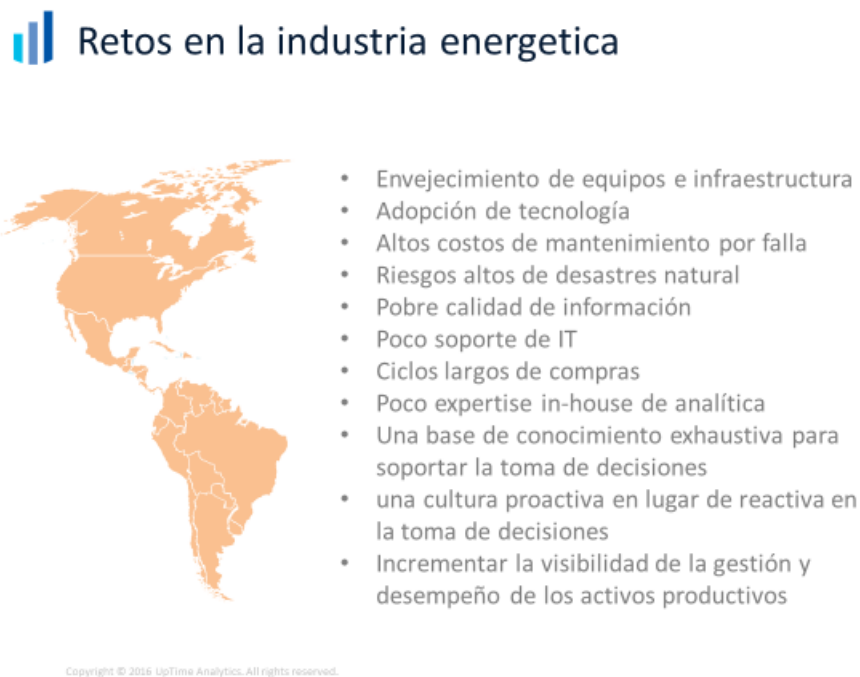 Retos en la industria energetica
• Envejecimiento de equipos e infraestructura
• Adopción de tecnología
• Altos costos de mantenimiento por falla
• Riesgos altos de desastres natural
• Pobre calidad de información
• Poco soporte de IT
• Ciclos largos de compras
• Poco expertise in-house de analítica
• Una base de conocimiento exhaustiva para
soportar la toma de decisiones
• una cultura proactiva en lugar de reactiva en
la toma de decisiones
• Incrementar la visibilidad de la gestión y
desempeño de los activos productivos
Copyright © 2016 UpTime Analytics. All rights reserved.